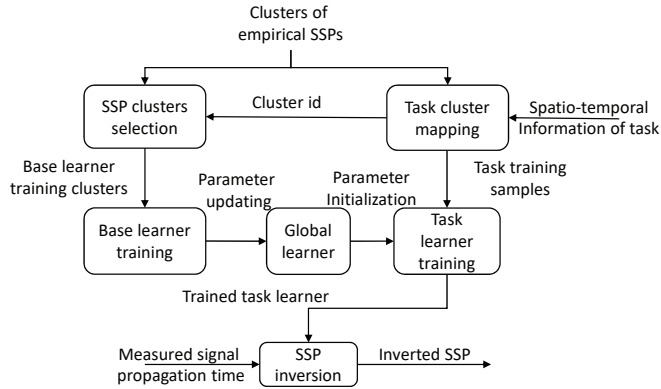 Clusters of
empirical SSPs
SSP clusters
selection
Cluster id
Task cluster
mapping
Spatio-temporal
Information of task
Base learner
training clusters
Parameter
updating
Parameter
Initialization
Task training
samples
Base learner
training
Global
learner
Task
learner
training
Trained task learner
Measured signal
propagation time
SSP
inversion
Inverted SSP